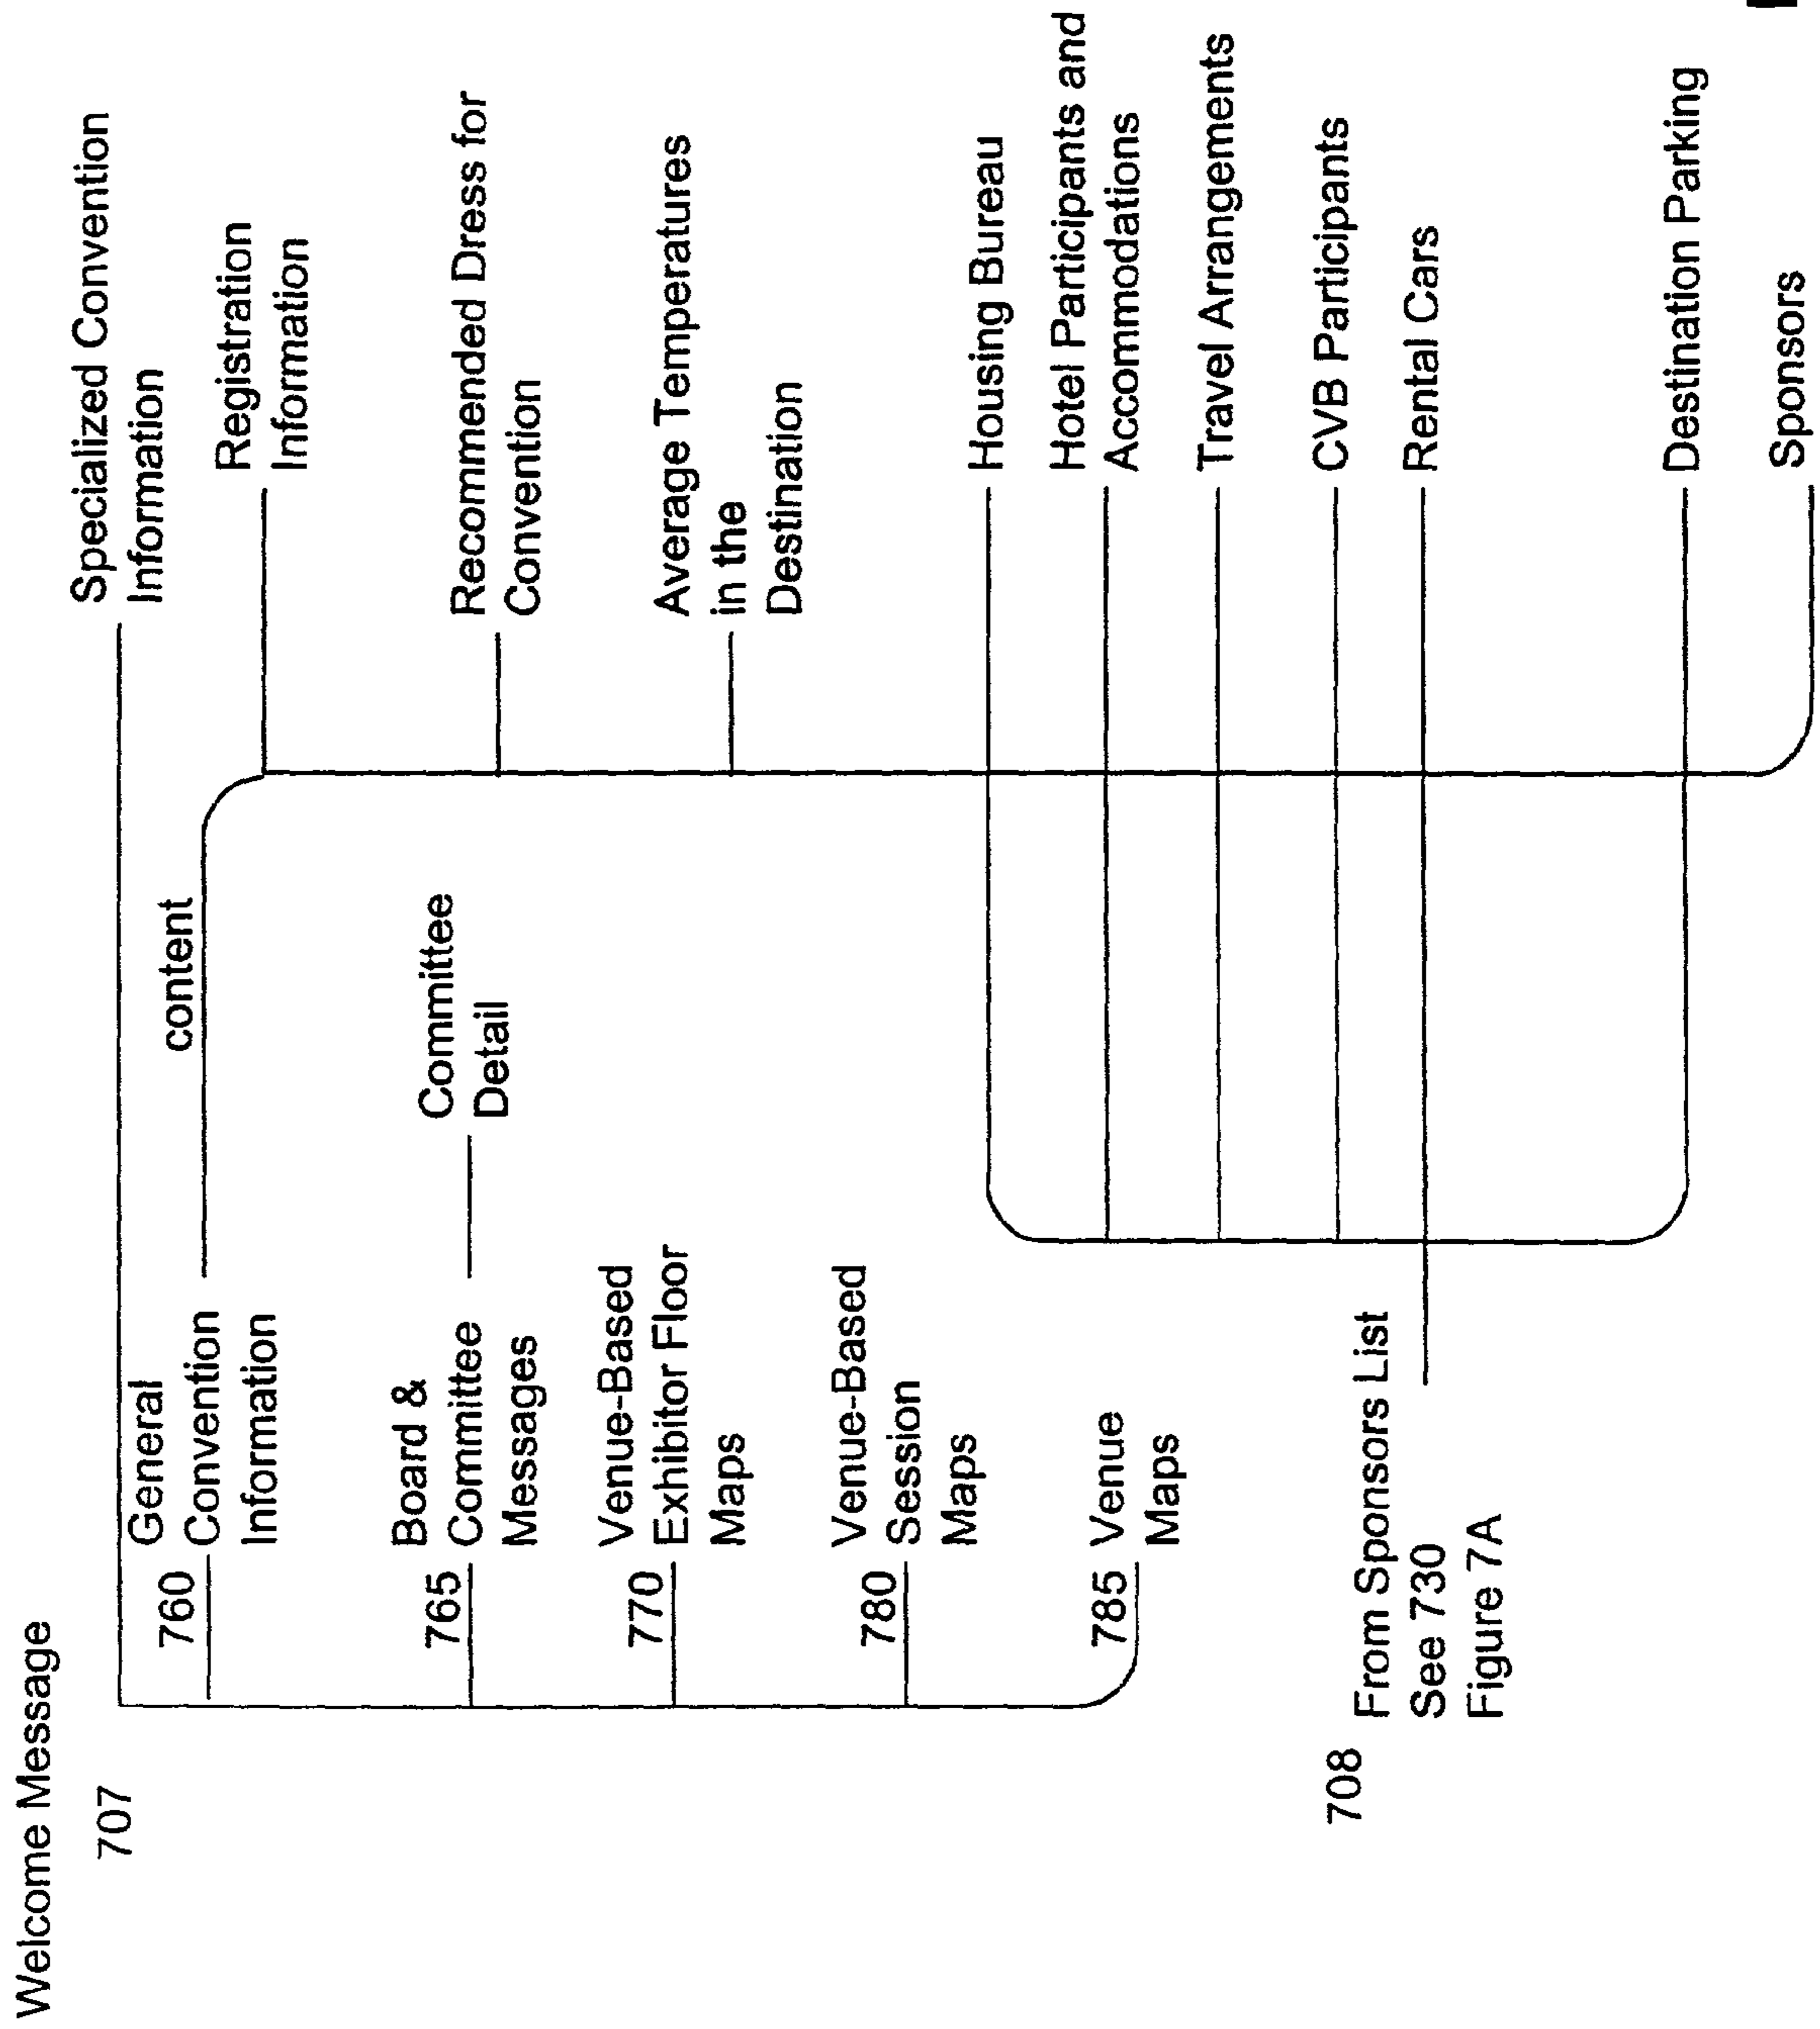 Welcome Message
707
Specialized Convention
Information
760
General
Convention
Information
content
Registration
Information
Recommended Dress for
Convention
Average Temperatures
in the
Destination
765
Board &
Committee
Messages
Committee
Detail
770
Venue-Based
Exhibitor Floor
Maps
780
Venue-Based
Session
Maps
785
Venue
Maps
Housing Bureau
Hotel Participants and
Accommodations
Travel Arrangements
CVB Participants
Rental Cars
Destination Parking
Sponsors
708
From Sponsors List
See 730
Figure 7A